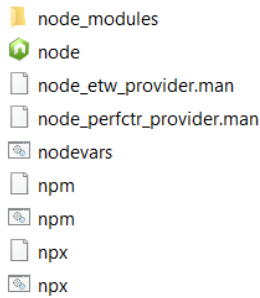 node_modules
node
node_etw_provider.man
node_perfctr_provider.man
nodevars
npm
npm
npx
npx